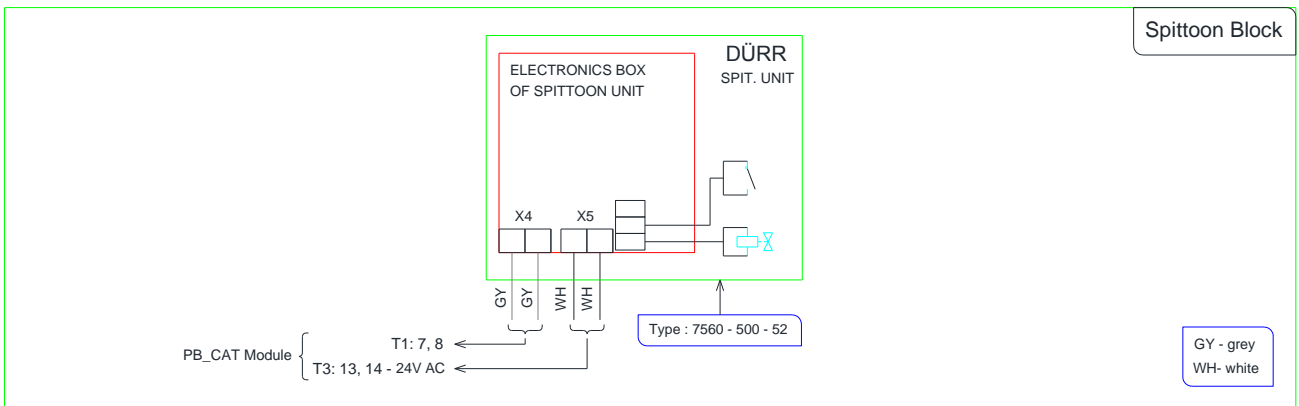 Spittoon Block
DÜRR
SPIT. UNIT
ELECTRONICS BOX
OF SPITTOON UNIT
X4
X5
GY
GY
WH
WH
Type : 7560 - 500 - 52
PB_CAT Module
T1: 7, 8
T3: 13, 14 - 24V AC
GY - grey
WH- white